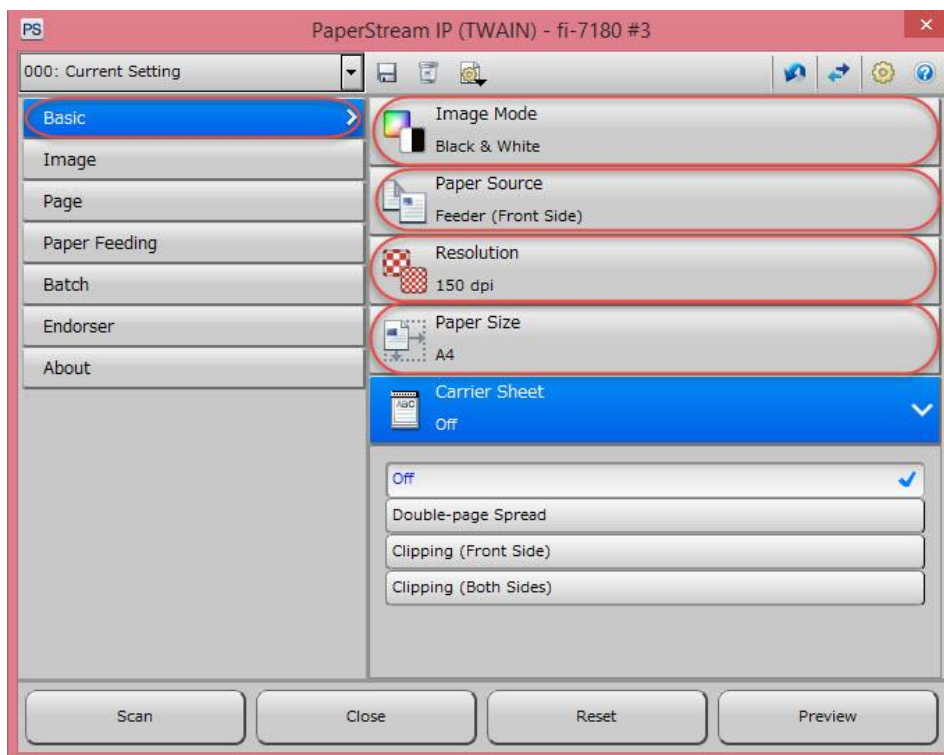 PS
PaperStream IP (TWAIN) - fi-7180 #3
000: Current Setting
Basic
Image
Page
Paper Feeding
Batch
Endorser
About
Image Mode
Black & White
Paper Source
Feeder (Front Side)
Resolution
150 dpi
Paper Size
A4
ABC
Carrier Sheet
Off
Off
Double-page Spread
Clipping (Front Side)
Clipping (Both Sides)
Scan
Close
Reset
Preview